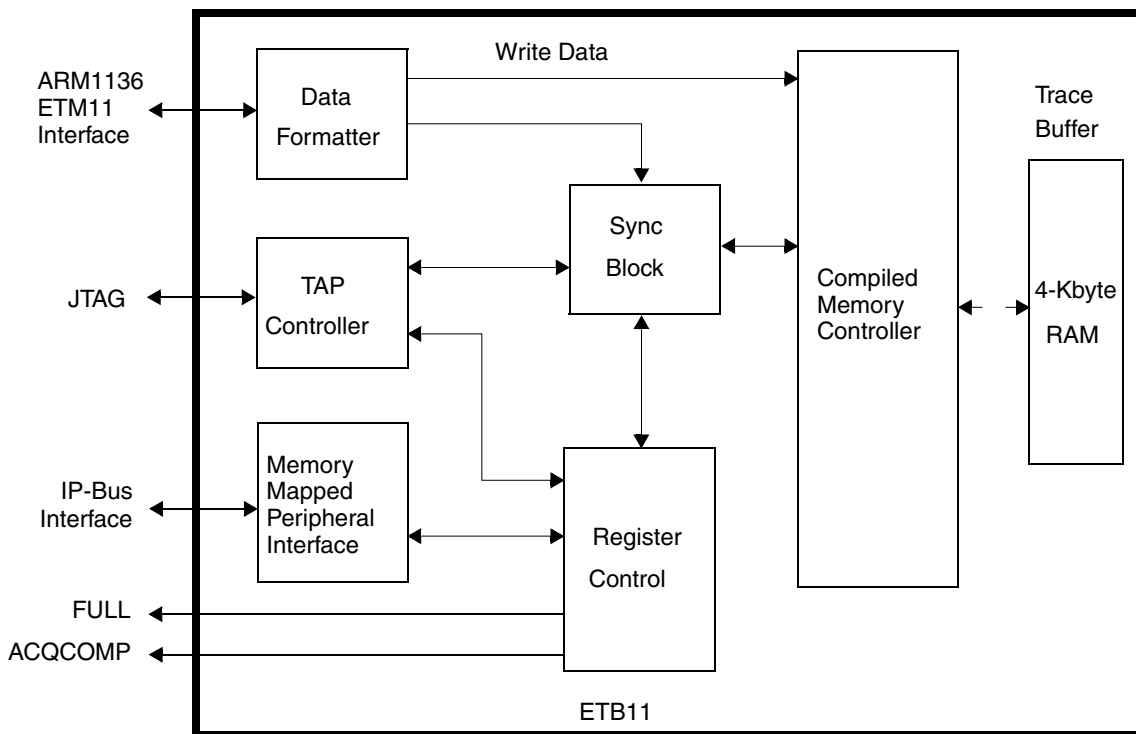 Write Data
ARM1136
ETM11
Interface
Data
Formatter
Trace
Buffer
Sync
Block
JTAG
TAP
Controller
Compiled
Memory
Controller
4-Kbyte
RAM
IP-Bus
Interface
Memory
Mapped
Peripheral
Interface
Register
Control
FULL
ACQCOMP
ETB11